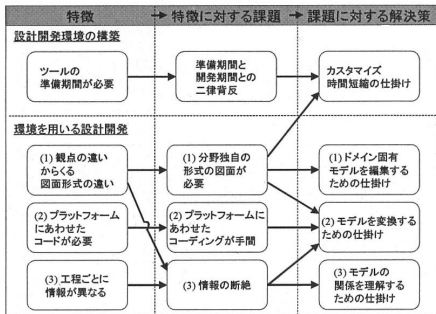 特徴
特徴に対する課題
課題に対する解決策
設計開発環境の構築
ツールの
準備期間が必要
準備期間と
開発期間との
二律背反
カスタマイズ
時間短縮の仕掛け
環境を用いる設計開発
(1) 観点の違い
からくる
図面形式の違い
(1) 分野独自の
形式の図面が
必要
(1) ドメイン固有
モデルを編集する
ための仕掛け
(2) プラットフォーム
にあわせた
コードが必要
(2) プラットフォームに
あわせた
コーディングが手間
(2) モデルを変換する
ための仕掛け
(3) 工程ごとに
情報が異なる
(3) 情報の断絶
(3) モデルの
関係を理解する
ための仕掛け